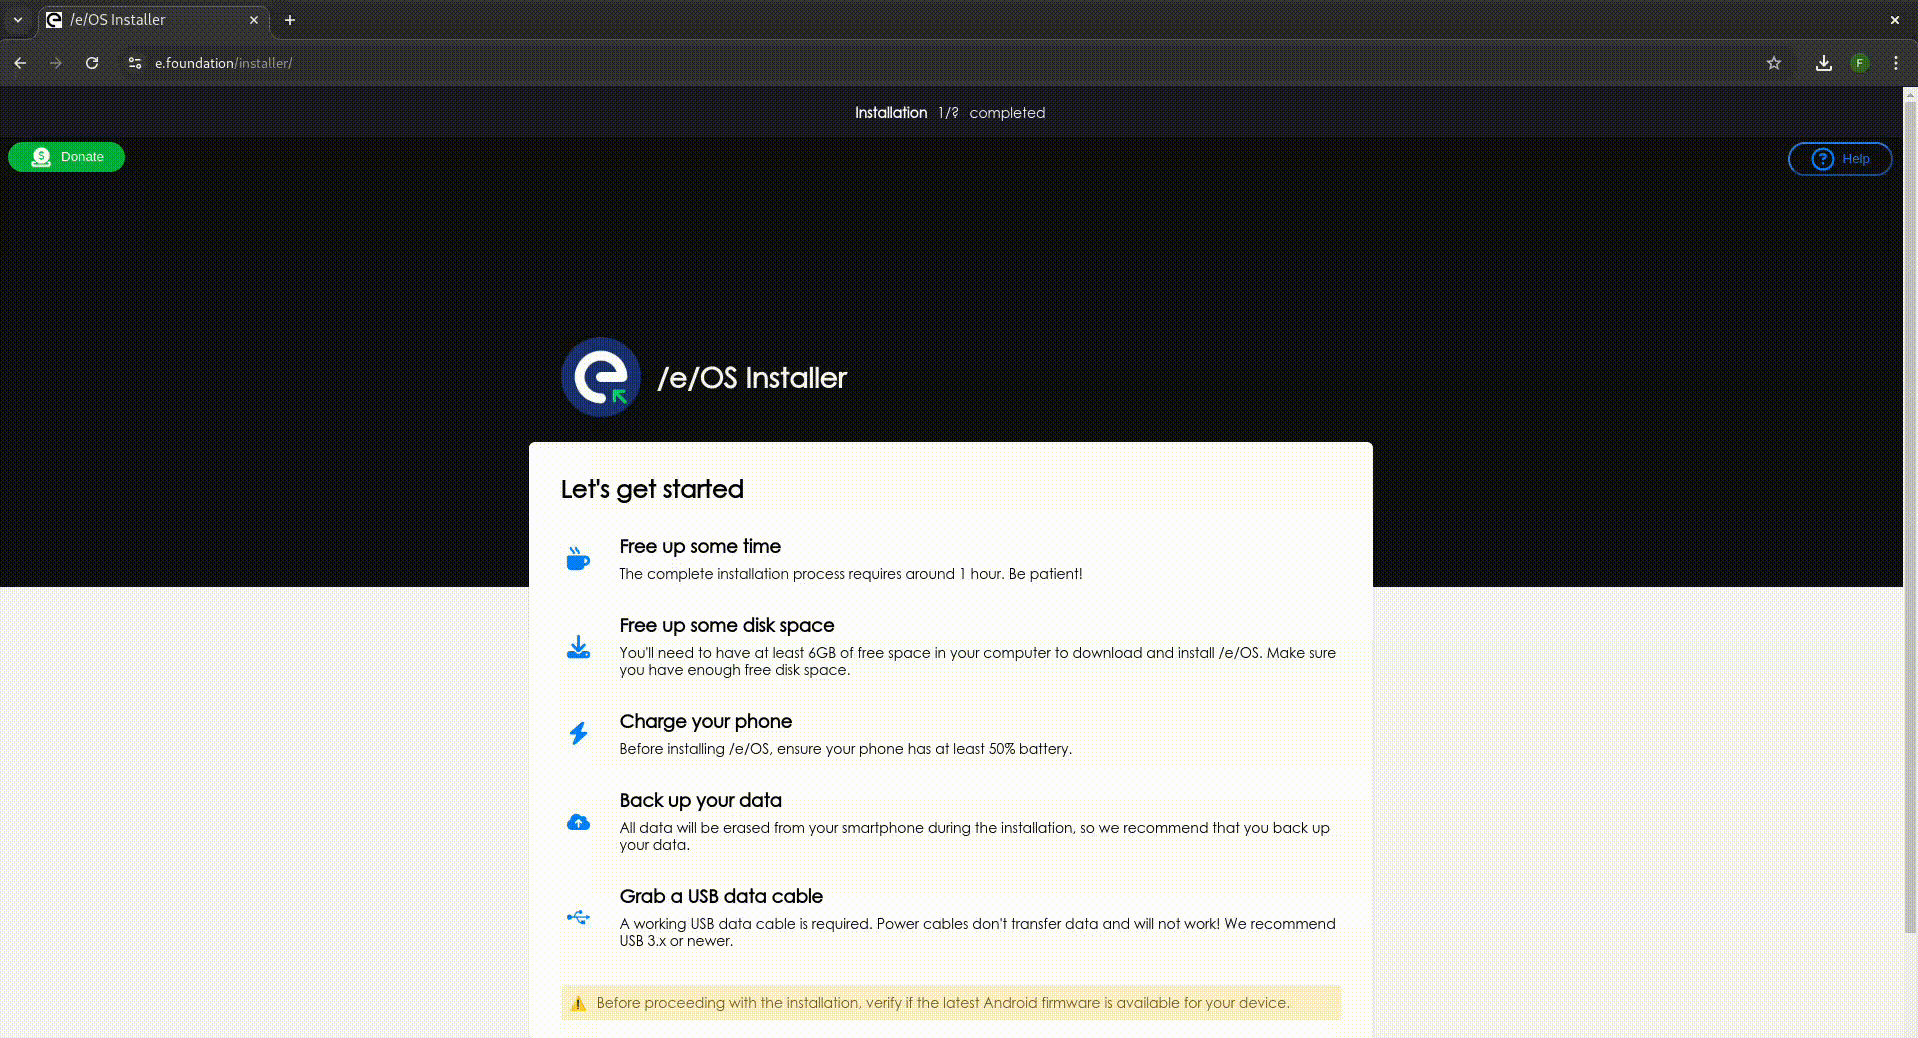 /e/OS Installer
e.foundation/installer/
F
Installation 1/? completed
Donate
Help
/e/OS Installer
Let's get started
Free up some time
The complete installation process requires around 1 hour. Be patient!
Free up some disk space
You'll need to have at least 6GB of free space in your computer to download and install /e/OS. Make sure
you have enough free disk space.
Charge your phone
Before installing /e/OS, ensure your phone has at least 50% battery.
Back up your data
All data will be erased from your smartphone during the installation, so we recommend that you back up
your data.
Grab a USB data cable
A working USB data cable is required. Power cables don't transfer data and will not work! We recommend
USB 3.x or newer.
Before proceeding with the installation, verify if the latest Android firmware is available for your device.